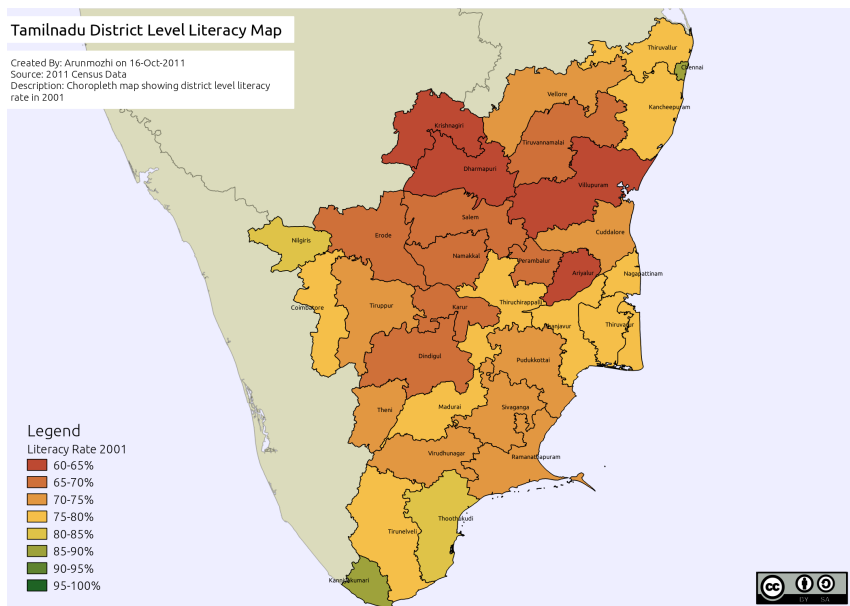 Tamilnadu District Level Literacy Map
Created By: Arunmozhi on 16-Oct-2011
Source: 2011 Census Data
Description: Choropleth map showing district level literacy
rate in 2001
Thiruvallur
Chennai
Vellore
Kancheepuram
Krishnagiri
Tiruvannamalai
Dharmapuri
Villupuram
Salem
Erode
Cuddalore
Nilgiris
Namakkal
Perambalur
Ariyalur
Nagapattinam
Coimbatore
Tiruppur
Karur
Thiruchirappalli
Thanjavur
Thiruvarur
Dindigul
Pudukkottai
Theni
Madurai
Sivaganga
Virudhunagar
Ramanathapuram
Thoothukudi
Tirunelveli
Kannyakumari
Legend
Literacy Rate 2001
60-65%
65-70%
70-75%
75-80%
80-85%
85-90%
90-95%
95-100%
cc
BY SA